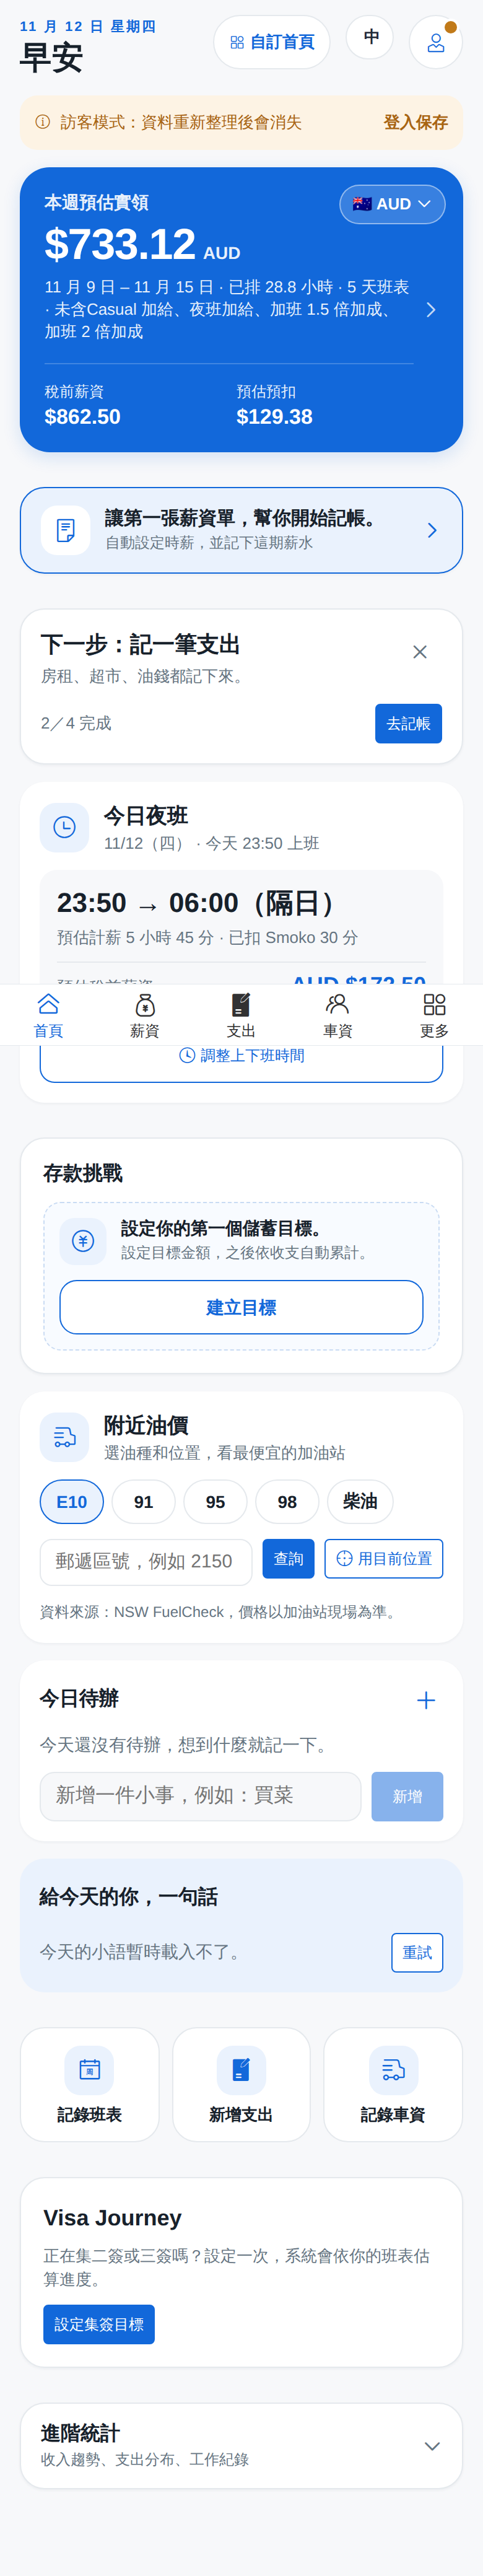 11 月 12 日 星期四
早安
自訂首頁
中
訪客模式：資料重新整理後會消失
登入保存
本週預估實領
🇦🇺 AUD
$733.12 AUD
11 月 9 日 – 11 月 15 日 · 已排 28.8 小時 · 5 天班表
· 未含Casual 加給、夜班加給、加班 1.5 倍加成、
加班 2 倍加成
稅前薪資
預估預扣
$862.50
$129.38
讓第一張薪資單，幫你開始記帳。
自動設定時薪，並記下這期薪水
下一步：記一筆支出
房租、超市、油錢都記下來。
2／4 完成
去記帳
今日夜班
11/12（四） · 今天 23:50 上班
23:50 → 06:00（隔日）
預估計薪 5 小時 45 分 · 已扣 Smoko 30 分
預估稅前薪資
AUD $172.50
首頁
薪資
支出
車資
更多
調整上下班時間
存款挑戰
設定你的第一個儲蓄目標。
設定目標金額，之後依收支自動累計。
建立目標
附近油價
選油種和位置，看最便宜的加油站
E10
91
95
98
柴油
郵遞區號，例如 2150
查詢
用目前位置
資料來源：NSW FuelCheck，價格以加油站現場為準。
今日待辦
今天還沒有待辦，想到什麼就記一下。
新增一件小事，例如：買菜
新增
給今天的你，一句話
今天的小語暫時載入不了。
重試
記錄班表
新增支出
記錄車資
Visa Journey
正在集二簽或三簽嗎？設定一次，系統會依你的班表估
算進度。
設定集簽目標
進階統計
收入趨勢、支出分布、工作紀錄